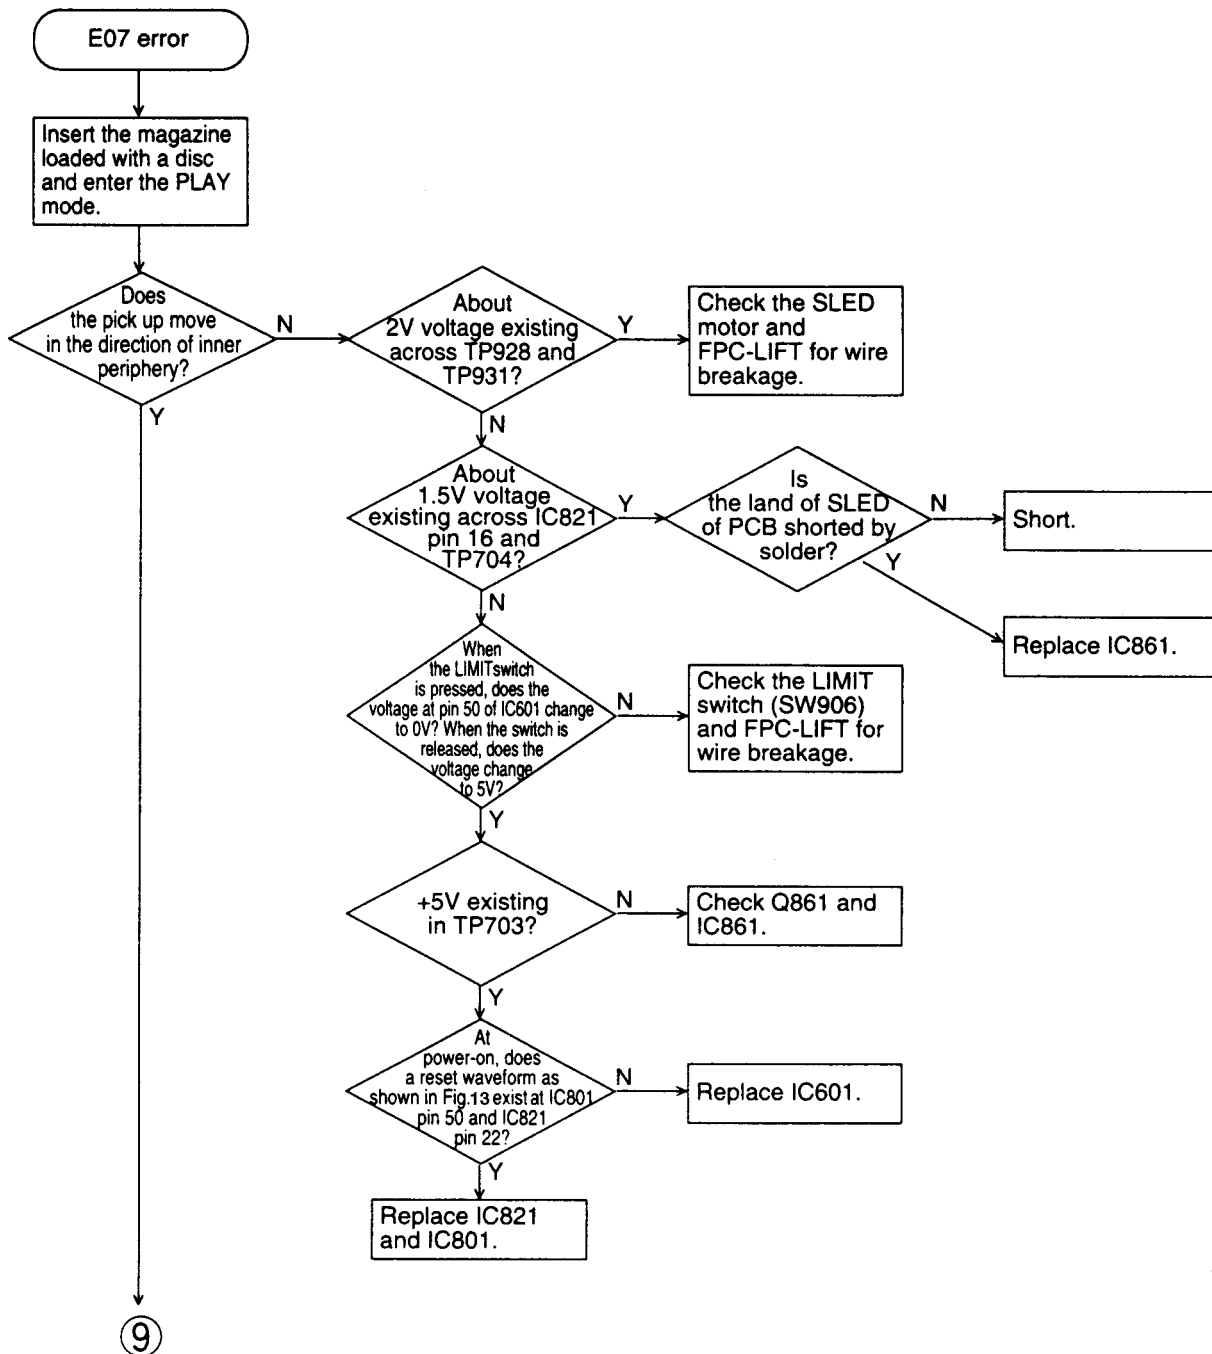 E07 error
Insert the magazine
loaded with a disc
and enter the PLAY
mode.
Does
the pick up move
in the direction of inner
periphery?
N
Y
About
2V voltage existing
across TP928 and
TP931?
Y
N
Check the SLED
motor and
FPC-LIFT for wire
breakage.
About
1.5V voltage
existing across IC821
pin 16 and
TP704?
Y
N
Is
the land of SLED
of PCB shorted by
solder?
N
Y
Short.
Replace IC861.
When
the LIMITswitch
is pressed, does the
voltage at pin 50 of IC601 change
to 0V? When the switch is
released, does the
voltage change
to 5V?
N
Y
Check the LIMIT
switch (SW906)
and FPC-LIFT for
wire breakage.
+5V existing
in TP703?
N
Y
Check Q861 and
IC861.
At
power-on, does
a reset waveform as
shown in Fig.13 exist at IC801
pin 50 and IC821
pin 22?
N
Y
Replace IC601.
Replace IC821
and IC801.
9